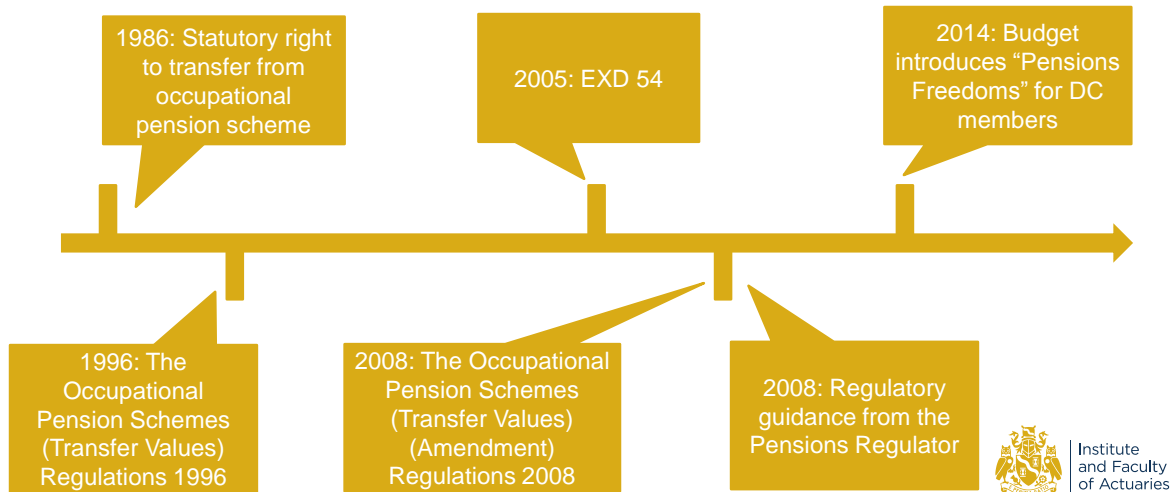 1986: Statutory right
to transfer from
occupational
pension scheme
2005: EXD 54
2014: Budget
introduces “Pensions
Freedoms” for DC
members
1996: The
Occupational
Pension Schemes
(Transfer Values)
Regulations 1996
2008: The Occupational
Pension Schemes
(Transfer Values)
(Amendment)
Regulations 2008
2008: Regulatory
guidance from the
Pensions Regulator
Institute
and Faculty
of Actuaries